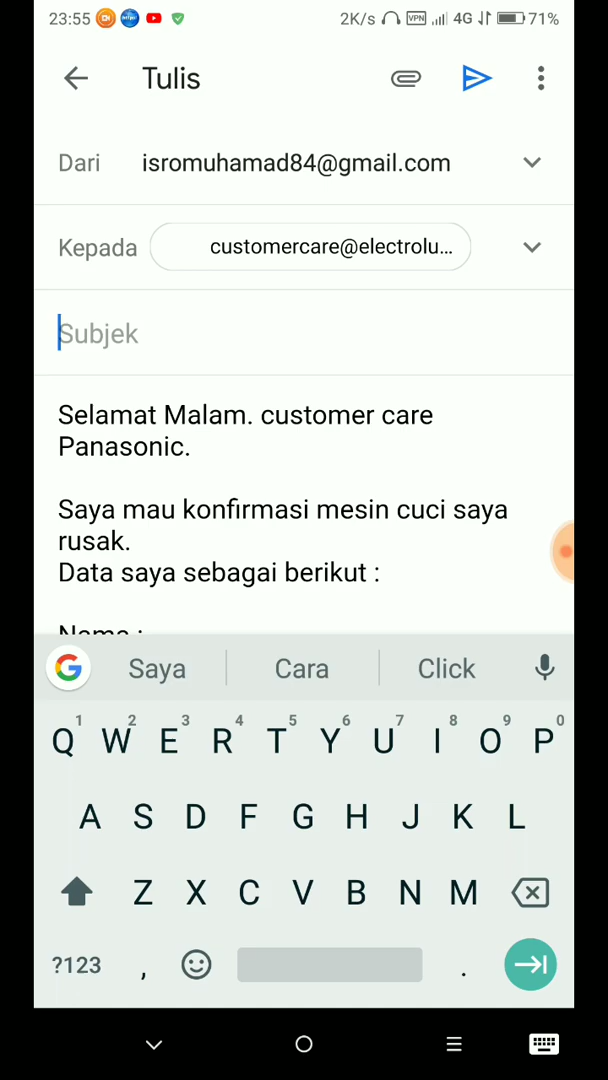 23:55 2K/s VPN 4G 71%
Tulis
Dari isromuhamad84@gmail.com
Kepada customercare@electrolu...
Subjek
Selamat Malam. customer care
Panasonic.
Saya mau konfirmasi mesin cuci saya
rusak.
Data saya sebagai berikut :
Nama :
G Saya Cara Click
1 2 3 4 5 6 7 8 9 0
Q W E R T Y U I O P
A S D F G H J K L
Z X C V B N M
?123 , .